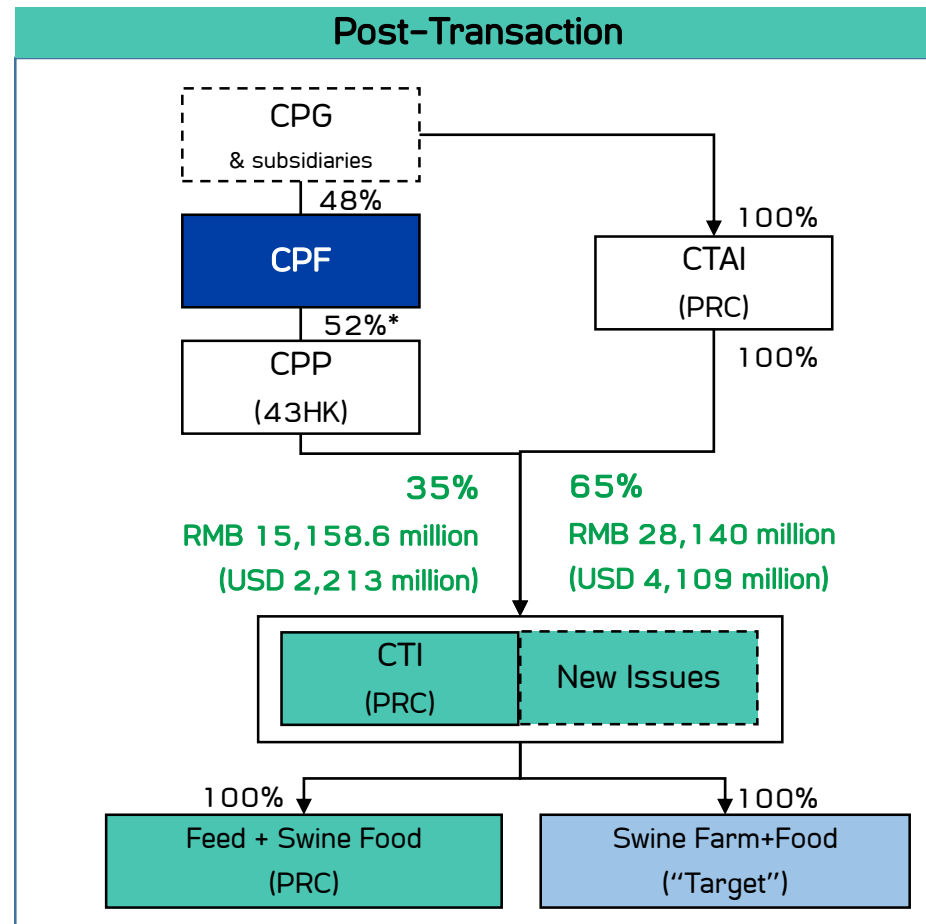 Post-Transaction
CPG
& subsidiaries
48%
100%
CPF
CTAI
(PRC)
52%*
100%
CPP
(43HK)
35%
RMB 15,158.6 million
(USD 2,213 million)
65%
RMB 28,140 million
(USD 4,109 million)
CTI
(PRC)
New Issues
100%
100%
Feed + Swine Food
(PRC)
Swine Farm+Food
(“Target”)